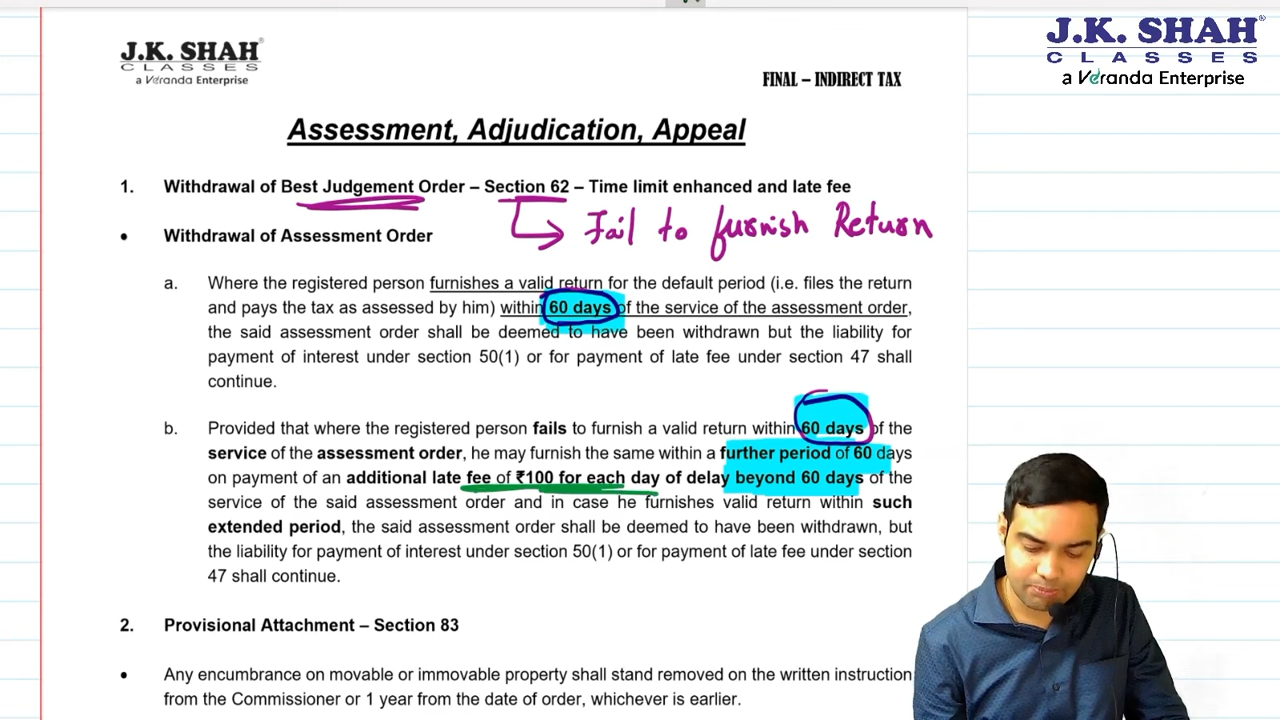 J.K. SHAH®
CLASSES
a Veranda Enterprise
J.K. SHAH®
CLASSES
a Veranda Enterprise
FINAL – INDIRECT TAX
Assessment, Adjudication, Appeal
1. Withdrawal of Best Judgement Order – Section 62 – Time limit enhanced and late fee
Fail to furnish Return
• Withdrawal of Assessment Order
a. Where the registered person furnishes a valid return for the default period (i.e. files the return
and pays the tax as assessed by him) within 60 days of the service of the assessment order,
the said assessment order shall be deemed to have been withdrawn but the liability for
payment of interest under section 50(1) or for payment of late fee under section 47 shall
continue.
b. Provided that where the registered person fails to furnish a valid return within 60 days of the
service of the assessment order, he may furnish the same within a further period of 60 days
on payment of an additional late fee of ₹100 for each day of delay beyond 60 days of the
service of the said assessment order and in case he furnishes valid return within such
extended period, the said assessment order shall be deemed to have been withdrawn, but
the liability for payment of interest under section 50(1) or for payment of late fee under section
47 shall continue.
2. Provisional Attachment – Section 83
• Any encumbrance on movable or immovable property shall stand removed on the written instruction
from the Commissioner or 1 year from the date of order, whichever is earlier.